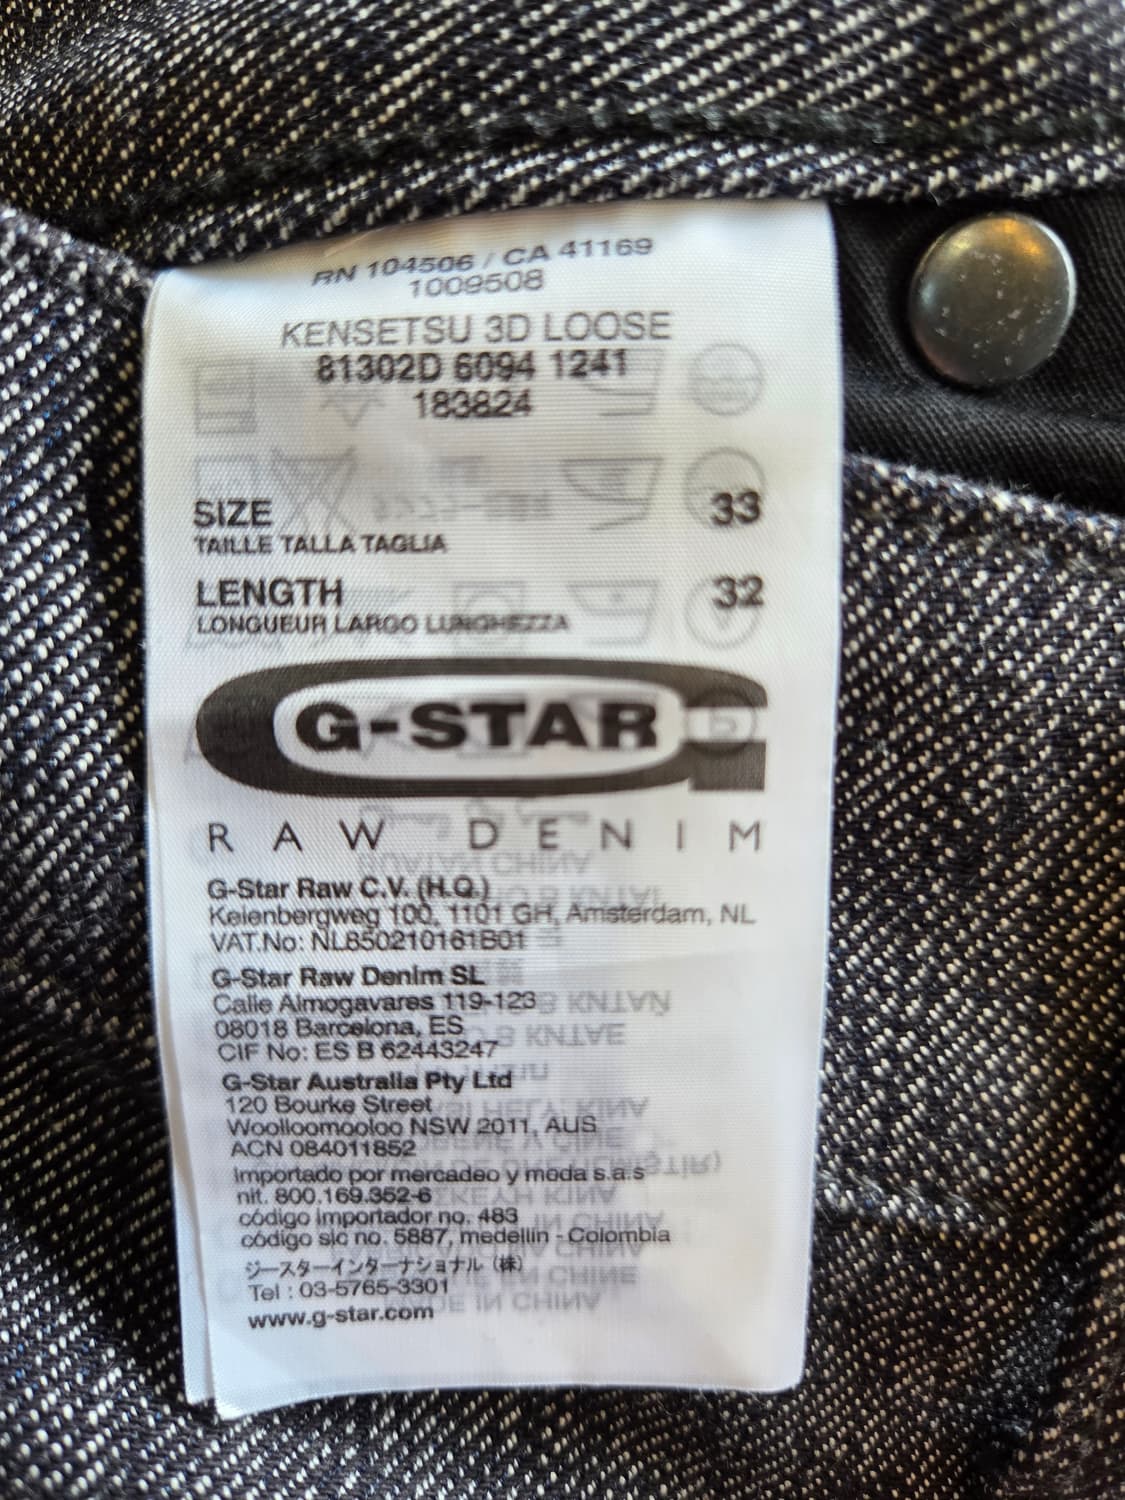 RN 104506 / CA 41169
1009508
KENSETSU 3D LOOSE
81302D 6094 1241
183824
SIZE 33
TAILLE TALLA TAGLIA
LENGTH 32
LONGUEUR LARGO LUNGHEZZA
G-STAR
RAW DENIM
G-Star Raw C.V. (H.Q.)
Keienbergweg 100, 1101 GH, Amsterdam, NL
VAT.No: NL850210161B01
G-Star Raw Denim SL
Calle Almogavares 119-123
08018 Barcelona, ES
CIF No: ES B 62443247
G-Star Australia Pty Ltd
120 Bourke Street
Woolloomooloo NSW 2011, AUS
ACN 084011852
Importado por mercadeo y moda s.a.s
nit. 800.169.352-6
código importador no. 483
código sic no. 5887, medellin - Colombia
ジースターインターナショナル（株）
Tel : 03-5765-3301
www.g-star.com